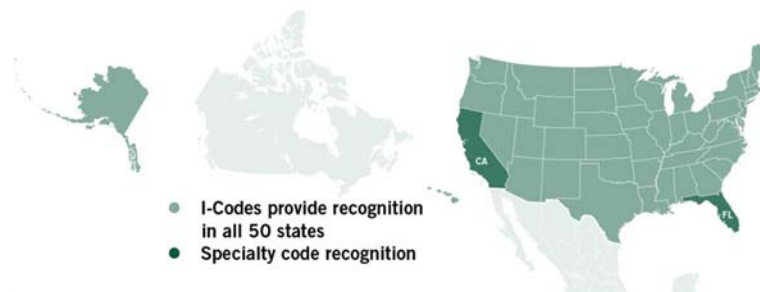 CA
FL
I-Codes provide recognition
in all 50 states
Specialty code recognition